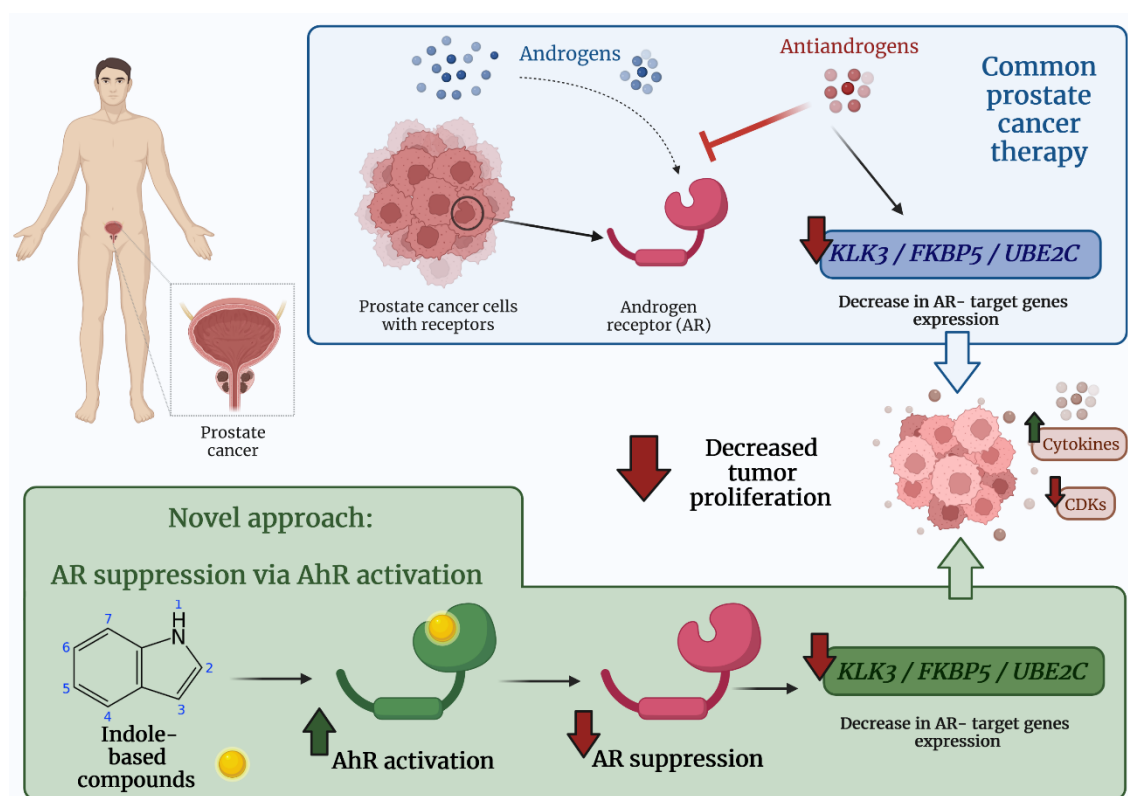 Androgens
Antiandrogens
Common
prostate
cancer
therapy
KLK3 / FKBP5 / UBE2C
Prostate cancer cells
with receptors
Androgen
receptor (AR)
Decrease in AR- target genes
expression
Prostate
cancer
Decreased
tumor
proliferation
Cytokines
CDKs
Novel approach:
AR suppression via AhR activation
1
H
N
7
6
2
5
3
4
Indole-
based
compounds
AhR activation
AR suppression
KLK3 / FKBP5 / UBE2C
Decrease in AR- target genes
expression